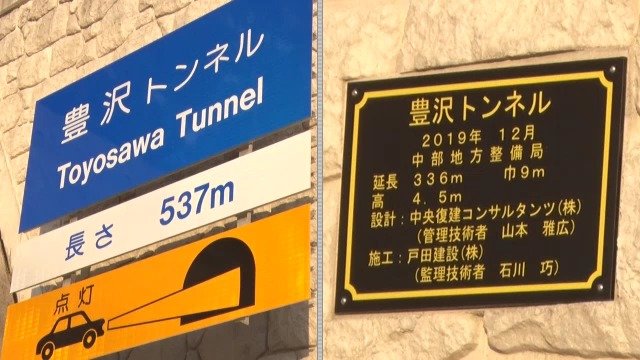 豊沢トンネル
Toyosawa Tunnel
長さ 537m
点灯
豊沢トンネル
2019年 12月
中部地方整備局
延長 336m 巾9m
高 4.5m
設計:中央復建コンサルタンツ(株)
(管理技術者 山本 雅広)
施工:戸田建設(株)
(監理技術者 石川 巧)